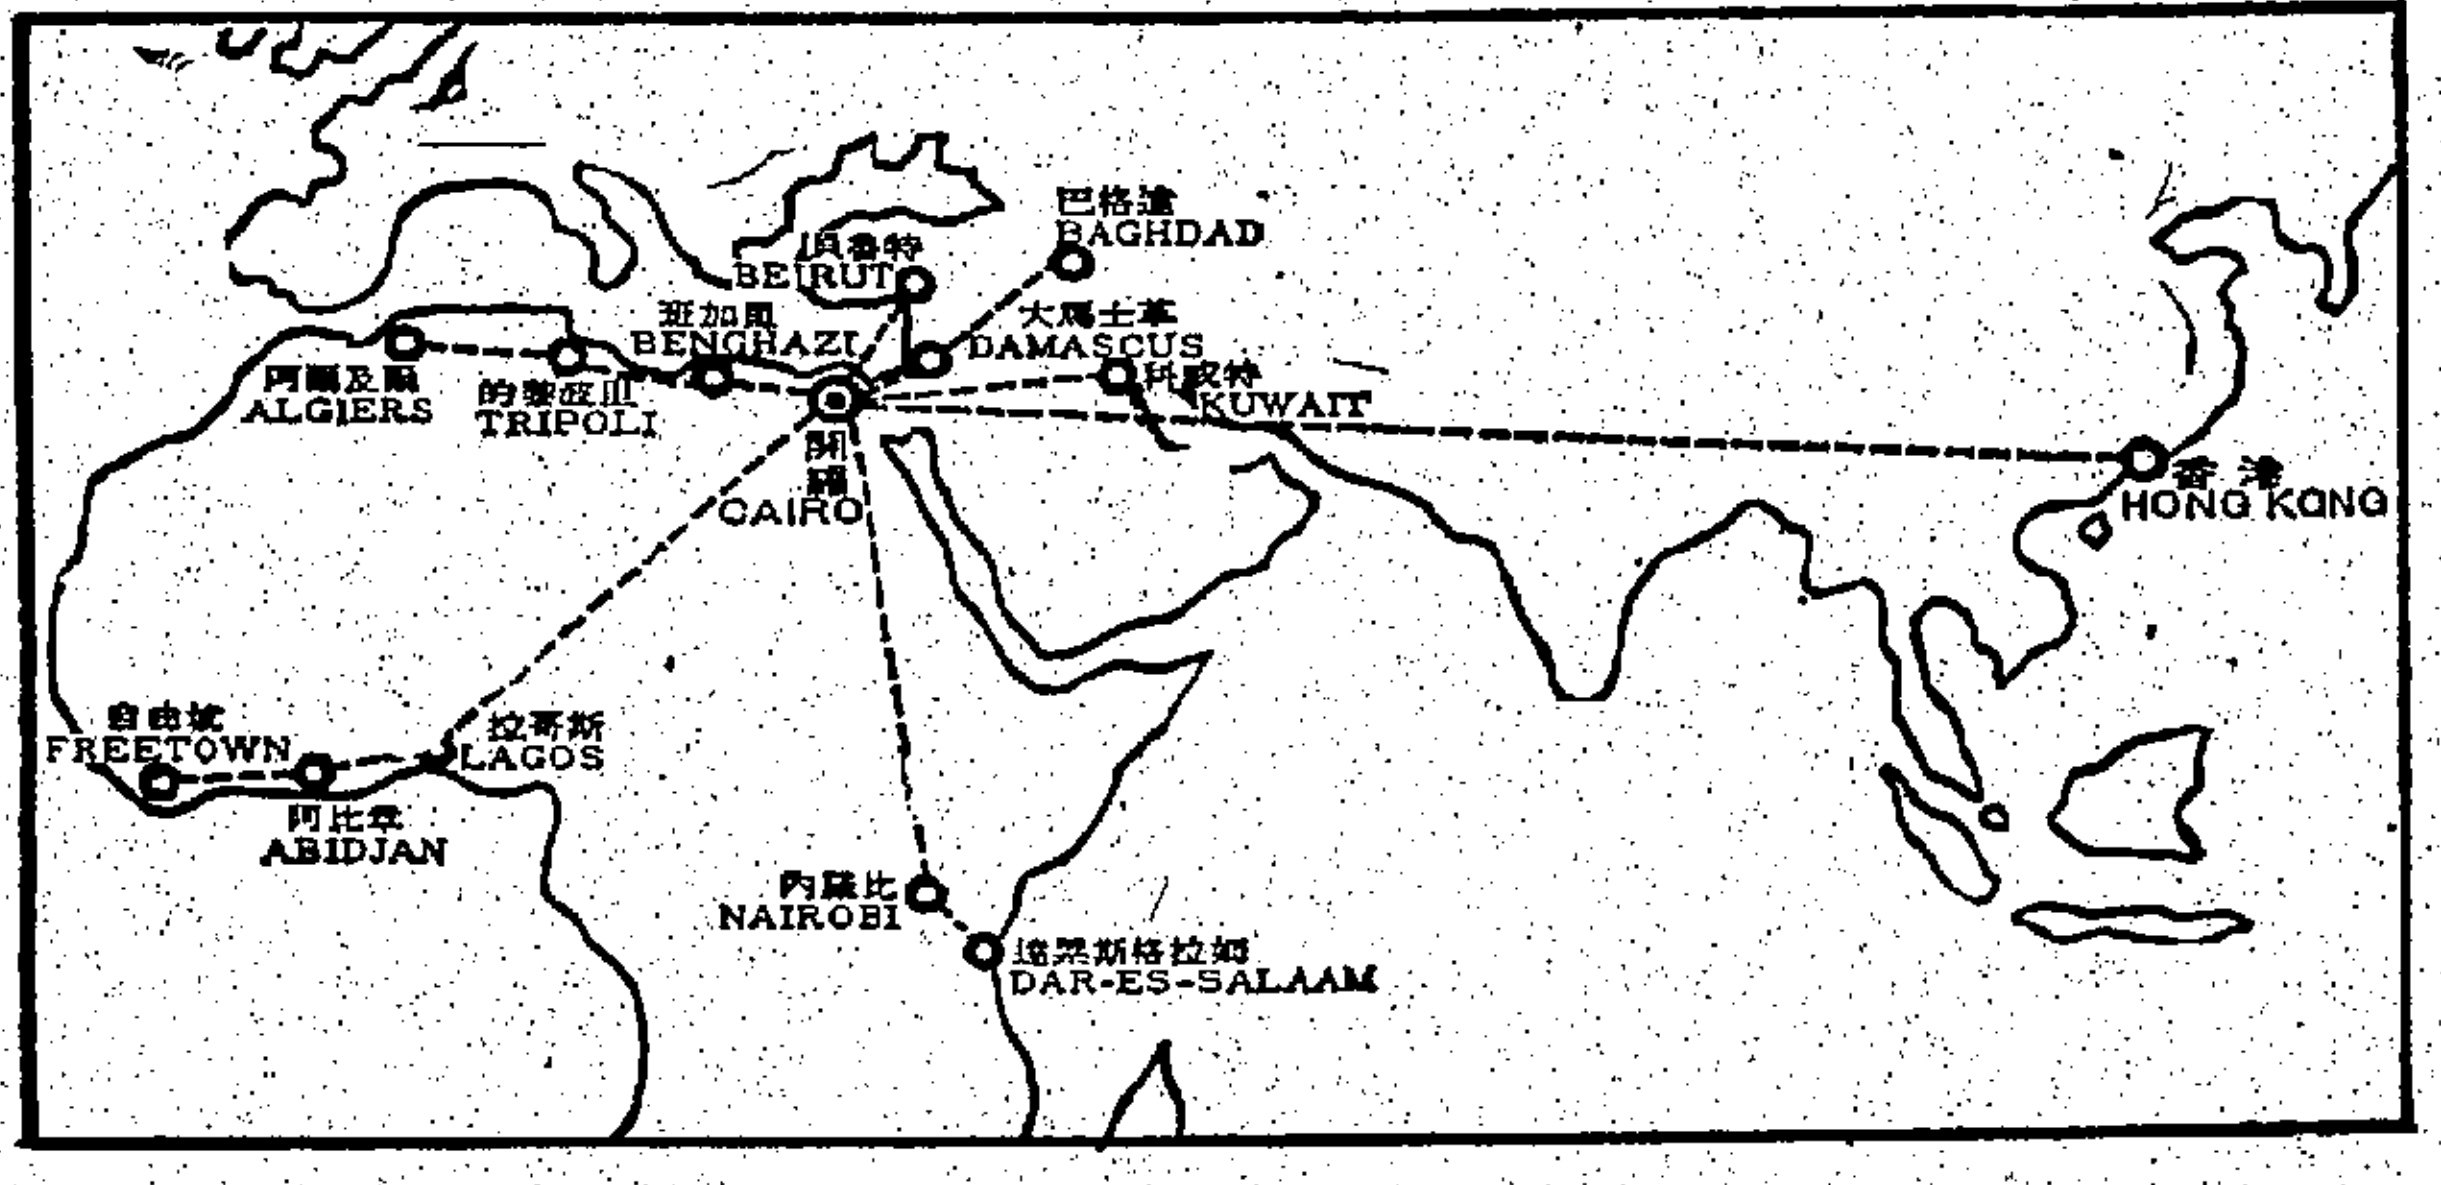 巴格達
BAGHDAD
貝魯特
BEIRUT
班加里
BENGHAZI
大馬士革
DAMASCUS
阿爾及爾
ALGIERS
的黎波里
TRIPOLI
科威特
KUWAIT
開羅
CAIRO
香港
HONG KONG
自由城
FREETOWN
拉哥斯
LAGOS
阿比章
ABIDJAN
內羅比
NAIROBI
達累斯格拉姆
DAR-ES-SALAAM